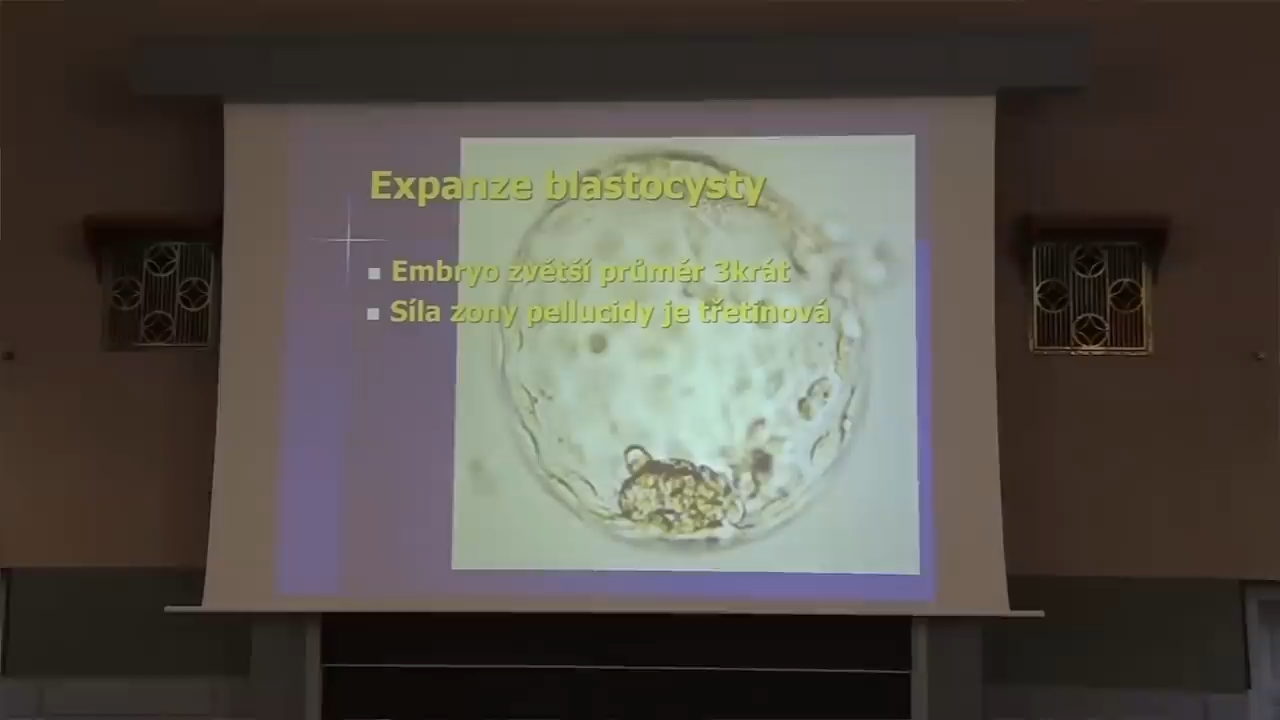 Expanze blastocysty
Embryo zvětší průměr 3krát
Síla zony pellucidy je třetinová